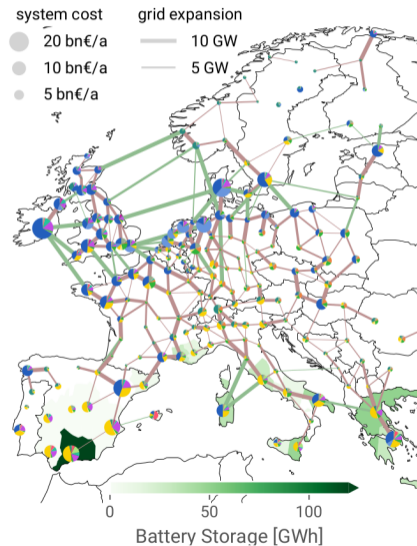 system cost grid expansion
20 bn€/a 10 GW
10 bn€/a 5 GW
5 bn€/a
0 50 100
Battery Storage [GWh]